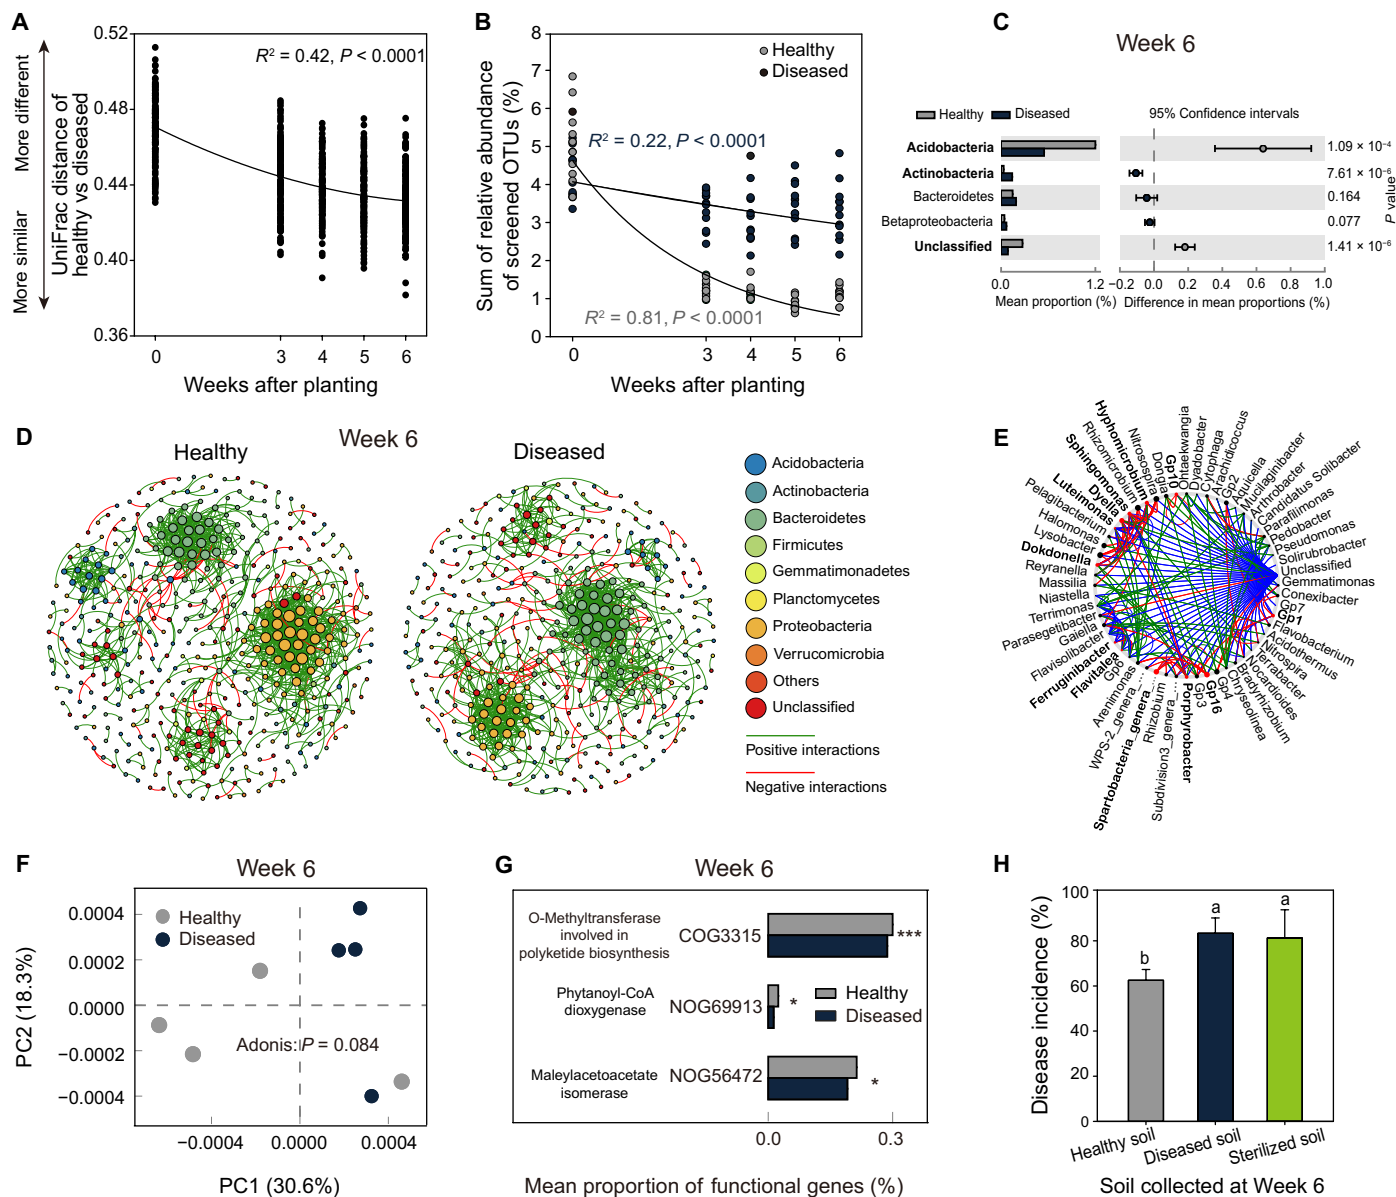 A
More different
More similar
UniFrac distance of
healthy vs diseased
0.52
0.48
0.44
0.40
0.36
R² = 0.42, P < 0.0001
0
3
4
5
6
Weeks after planting
B
Sum of relative abundance
of screened OTUs (%)
8
7
6
5
4
3
2
1
0
Healthy
Diseased
R² = 0.22, P < 0.0001
R² = 0.81, P < 0.0001
0
3
4
5
6
Weeks after planting
C
Week 6
Healthy
Diseased
95% Confidence intervals
Acidobacteria
Actinobacteria
Bacteroidetes
Betaproteobacteria
Unclassified
1.09 × 10⁻⁴
7.61 × 10⁻⁶
0.164
0.077
1.41 × 10⁻⁶
P value
0.0
1.2
−0.2
0.0
0.2
0.4
0.6
0.8
1.0
Mean proportion (%)
Difference in mean proportions (%)
D
Week 6
Healthy
Diseased
Acidobacteria
Actinobacteria
Bacteroidetes
Firmicutes
Gemmatimonadetes
Planctomycetes
Proteobacteria
Verrucomicrobia
Others
Unclassified
Positive interactions
Negative interactions
E
Hyphomicrobium
Nitrosospira
Dongia
Gp10
Ohtaekwangia
Dyadobacter
Cytophaga
Arachidicoccus
Gp2
Aquicella
Mucilaginibacter
Arthrobacter
Candidatus Solibacter
Parafilimonas
Pedobacter
Pseudomonas
Solirubrobacter
Unclassified
Gemmatimonas
Conexibacter
Gp7
Gp1
Flavobacterium
Acidothermus
Nitrospira
Terrabacter
Nocardioides
Bradyrhizobium
Chryseolinea
Gp4
Gp16
Gp3
Porphyrobacter
Subdivision3_genera
Rhizobium
Spartobacteria_genera
WPS-2_genera
Arenimonas
Gp6
Flavitalea
Ferruginibacter
Flavisolibacter
Gaiella
Parasegetibacter
Terrimonas
Niastella
Massilia
Reyranella
Dokdonella
Lysobacter
Halomonas
Pelagibacterium
Luteimonas
Dyella
Sphingomonas
Rhizomicrobium
F
Week 6
PC2 (18.3%)
0.0004
0.0002
0.0000
−0.0002
−0.0004
Healthy
Diseased
Adonis: P = 0.084
−0.0004
0.0000
0.0004
PC1 (30.6%)
G
Week 6
O-Methyltransferase
involved in
polyketide biosynthesis
COG3315
***
Phytanoyl-CoA
dioxygenase
NOG69913
*
Healthy
Diseased
Maleylacetoacetate
isomerase
NOG56472
*
0.0
0.3
Mean proportion of functional genes (%)
H
Disease incidence (%)
100
80
60
40
20
0
b
a
a
Healthy soil
Diseased soil
Sterilized soil
Soil collected at Week 6